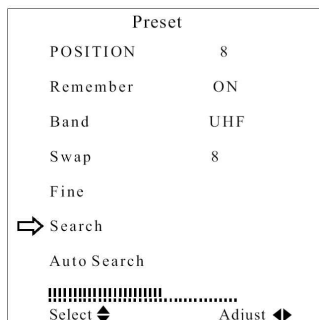 Preset
POSITION 8
Remember ON
Band UHF
Swap 8
Fine
Search
Auto Search
Select Adjust